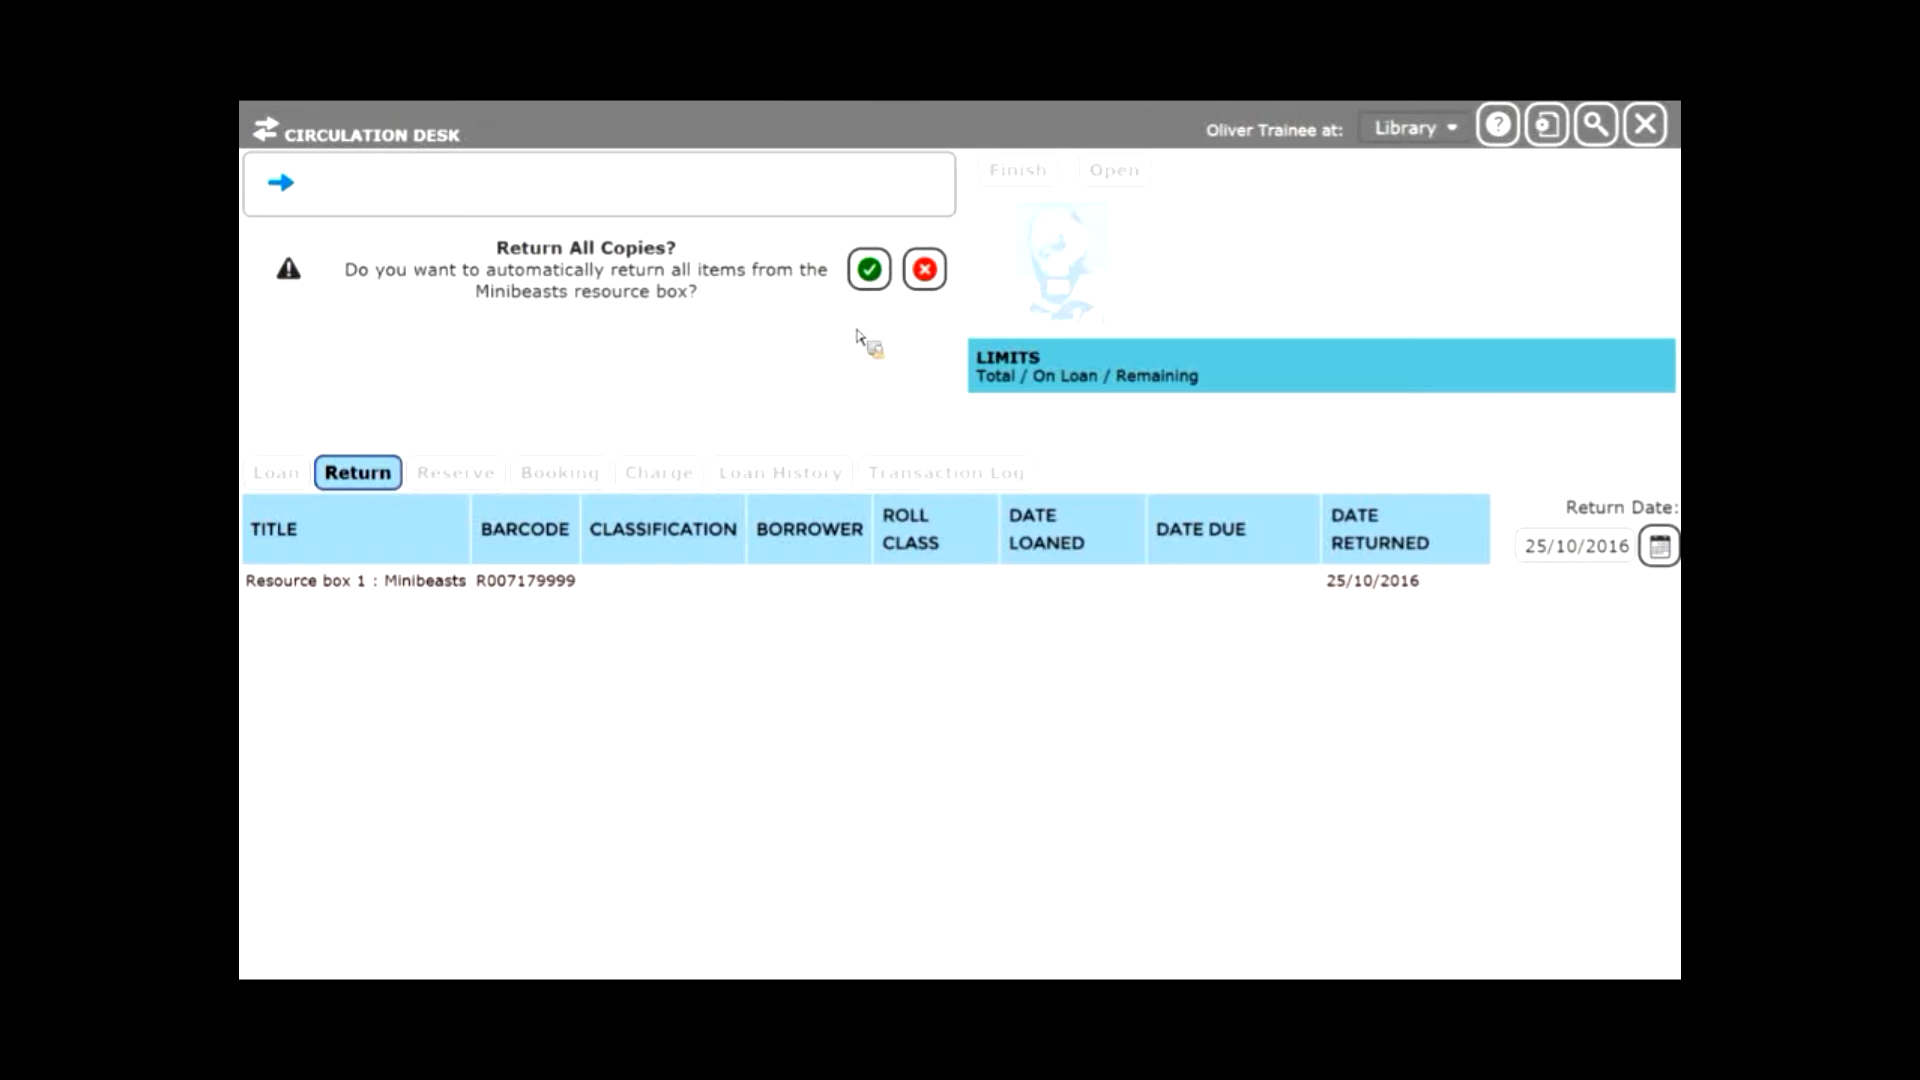 CIRCULATION DESK
Oliver Trainee at: Library
Finish Open
Return All Copies?
Do you want to automatically return all items from the
Minibeasts resource box?
LIMITS
Total / On Loan / Remaining
Loan Return Reserve Booking Charge Loan History Transaction Log
Return Date:
25/10/2016
TITLE BARCODE CLASSIFICATION BORROWER ROLL CLASS DATE LOANED DATE DUE DATE RETURNED
Resource box 1 : Minibeasts R007179999 25/10/2016